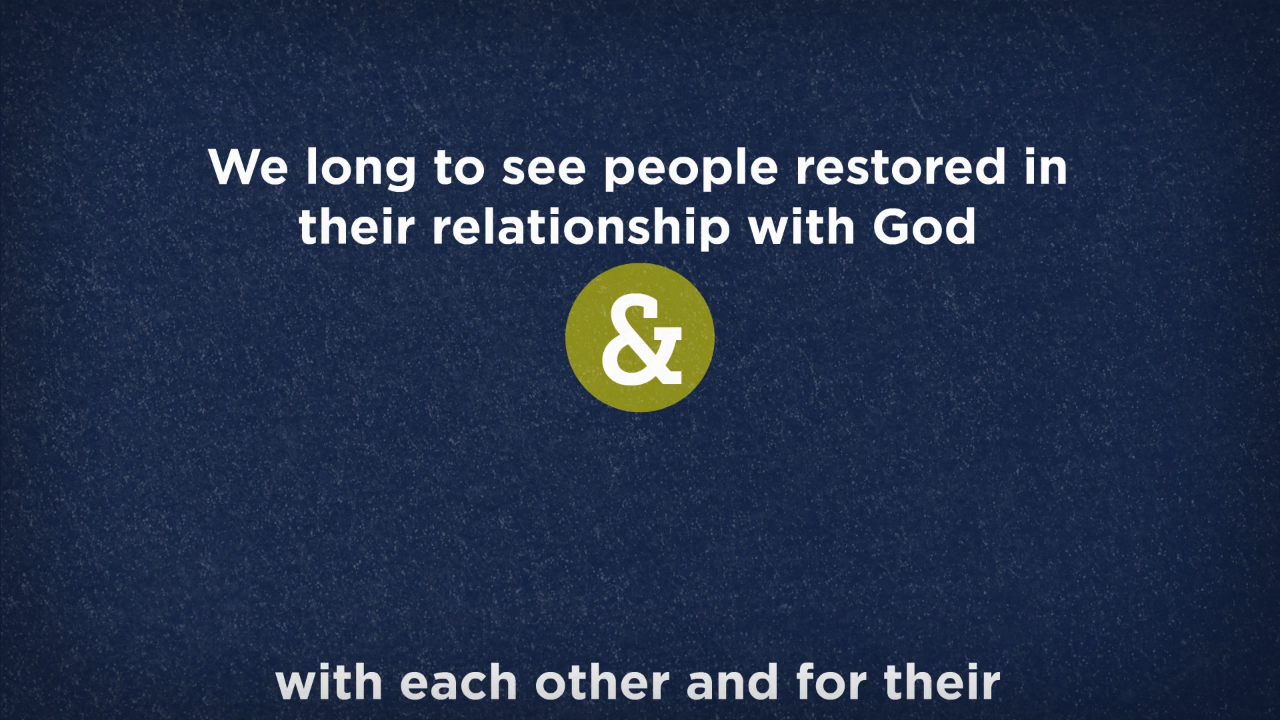 We long to see people restored in
their relationship with God
&
with each other and for their